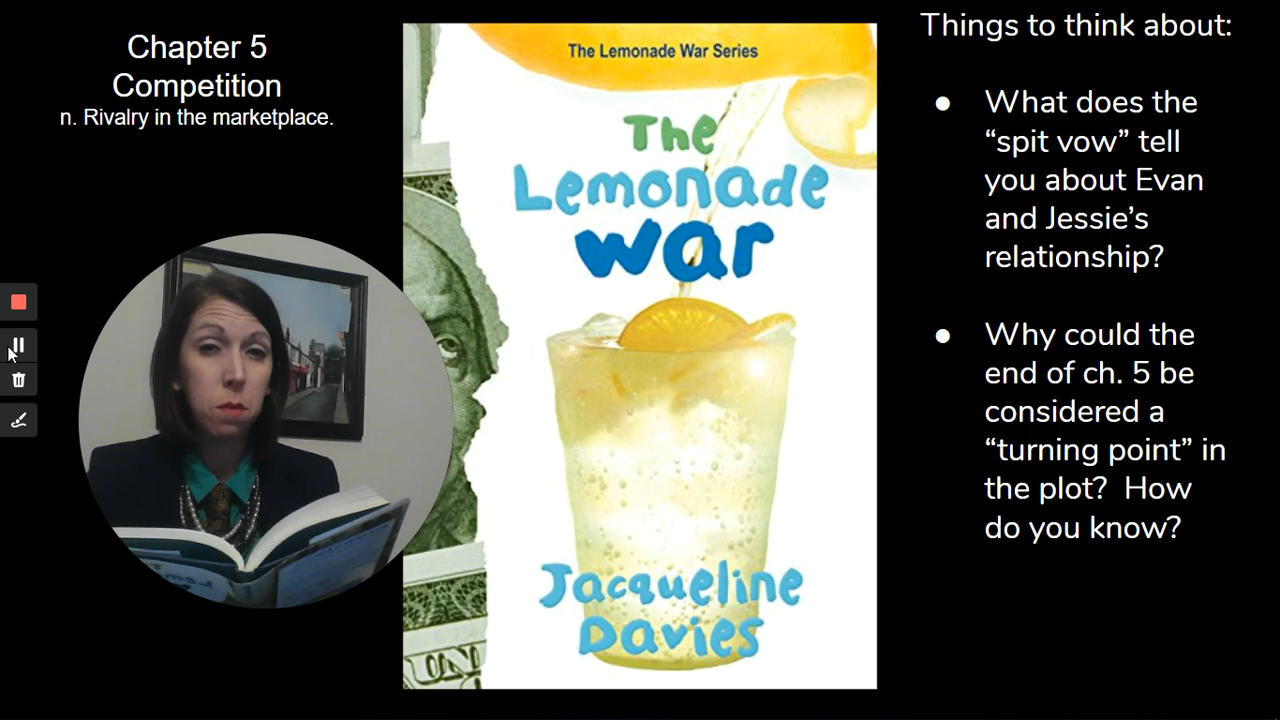 Chapter 5
Competition
n. Rivalry in the marketplace.
The Lemonade War Series
The
Lemonade
war
Jacqueline
Davies
Things to think about:
● What does the
“spit vow” tell
you about Evan
and Jessie’s
relationship?
● Why could the
end of ch. 5 be
considered a
“turning point” in
the plot?  How
do you know?